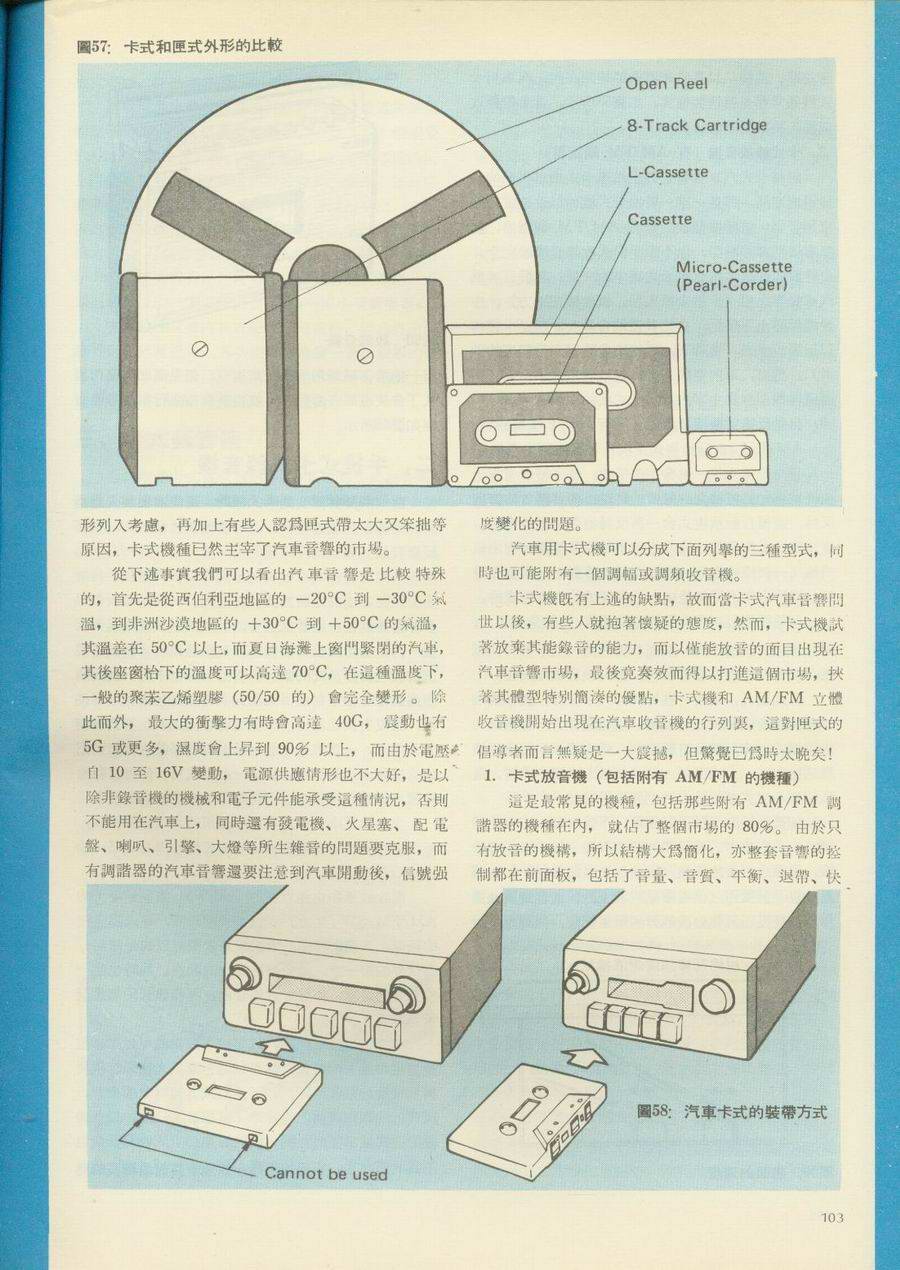 圖57: 卡式和匣式外形的比較
Open Reel
8-Track Cartridge
L-Cassette
Cassette
Micro-Cassette
(Pearl-Corder)
形列入考慮，再加上有些人認爲匣式帶太大又笨拙等
原因，卡式機種已然主宰了汽車音響的市場。
從下述事實我們可以看出汽車音響是比較特殊
的，首先是從西伯利亞地區的 −20°C 到 −30°C 氣
溫，到非洲沙漠地區的 +30°C 到 +50°C 的氣溫，
其溫差在 50°C 以上，而夏日海灘上窗門緊閉的汽車，
其後座窗枱下的溫度可以高達 70°C，在這種溫度下，
一般的聚苯乙烯塑膠 (50/50 的) 會完全變形。除
此而外，最大的衝擊力有時會高達 40G，震動也有
5G 或更多，濕度會上昇到 90% 以上，而由於電壓
自 10 至 16V 變動，電源供應情形也不大好，是以
除非錄音機的機械和電子元件能承受這種情況，否則
不能用在汽車上，同時還有發電機、火星塞、配電
盤、喇叭、引擎、大燈等所生雜音的問題要克服，而
有調諧器的汽車音響還要注意到汽車開動後，信號强
度變化的問題。
汽車用卡式機可以分成下面列舉的三種型式，同
時也可能附有一個調幅或調頻收音機。
卡式機旣有上述的缺點，故而當卡式汽車音響問
世以後，有些人就抱著懷疑的態度，然而，卡式機試
著放棄其能錄音的能力，而以僅能放音的面目出現在
汽車音響市場，最後竟奏效而得以打進這個市場，挾
著其體型特別簡湊的優點，卡式機和 AM/FM 立體
收音機開始出現在汽車收音機的行列裏，這對匣式的
倡導者而言無疑是一大震撼，但驚覺已爲時太晚矣！
1. 卡式放音機（包括附有 AM/FM 的機種）
這是最常見的機種，包括那些附有 AM/FM 調
諧器的機種在內，就佔了整個市場的 80%。由於只
有放音的機構，所以結構大爲簡化，亦整套音響的控
制都在前面板，包括了音量、音質、平衡、退帶、快
圖58: 汽車卡式的裝帶方式
Cannot be used
103